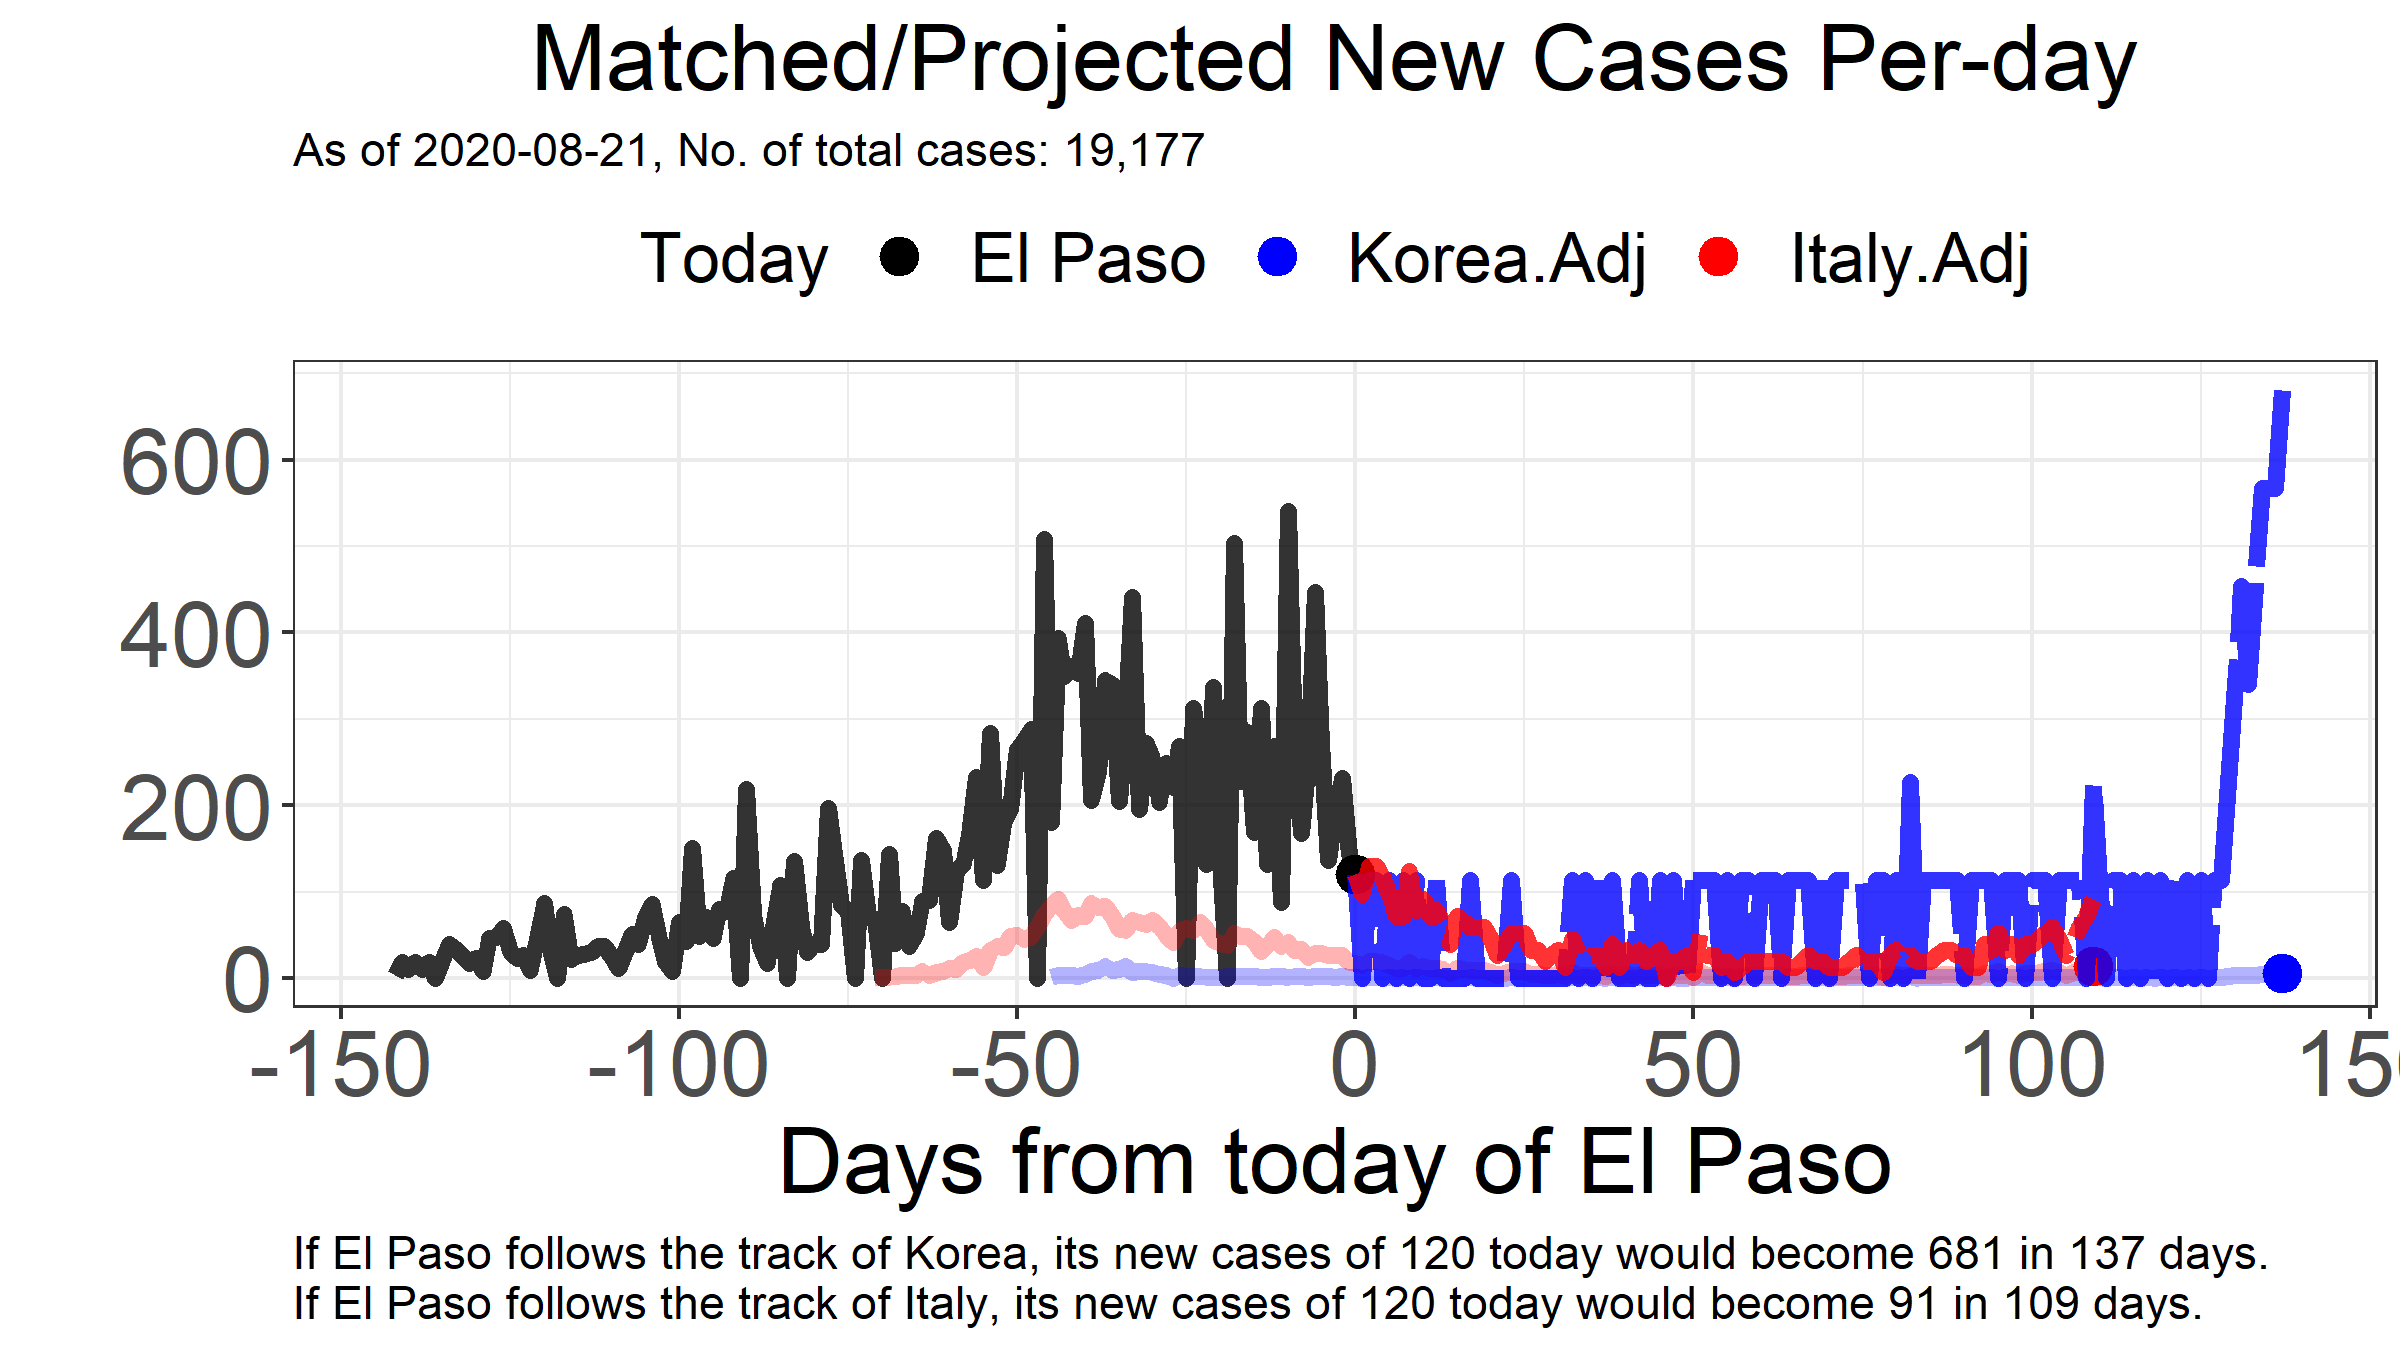 Matched/Projected New Cases Per-day
As of 2020-08-21, No. of total cases: 19,177
Today El Paso Korea.Adj Italy.Adj
600
400
200
0
-150 -100 -50 0 50 100 150
Days from today of El Paso
If El Paso follows the track of Korea, its new cases of 120 today would become 681 in 137 days.
If El Paso follows the track of Italy, its new cases of 120 today would become 91 in 109 days.